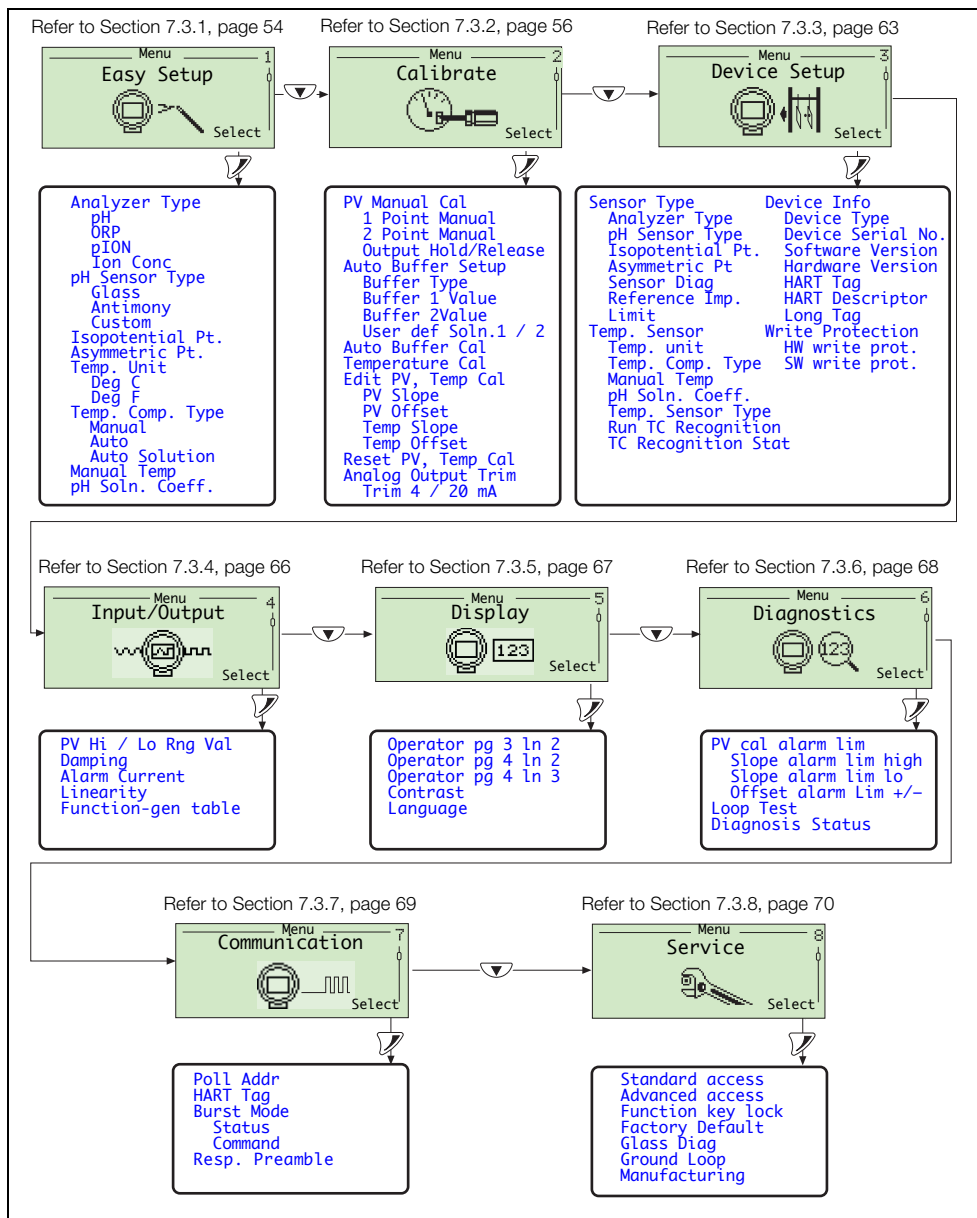 Refer to Section 7.3.1, page 54
Menu
1
Easy Setup
Select
Analyzer Type
pH
ORP
pION
Ion Conc
pH Sensor Type
Glass
Antimony
Custom
Isopotential Pt.
Asymmetric Pt.
Temp. Unit
Deg C
Deg F
Temp. Comp. Type
Manual
Auto
Auto Solution
Manual Temp
pH Soln. Coeff.
Refer to Section 7.3.2, page 56
Menu
2
Calibrate
Select
PV Manual Cal
1 Point Manual
2 Point Manual
Output Hold/Release
Auto Buffer Setup
Buffer Type
Buffer 1 Value
Buffer 2Value
User def Soln.1 / 2
Auto Buffer Cal
Temperature Cal
Edit PV, Temp Cal
PV Slope
PV Offset
Temp Slope
Temp Offset
Reset PV, Temp Cal
Analog Output Trim
Trim 4 / 20 mA
Refer to Section 7.3.3, page 63
Menu
3
Device Setup
Select
Sensor Type
Analyzer Type
pH Sensor Type
Isopotential Pt.
Asymmetric Pt
Sensor Diag
Reference Imp.
Limit
Temp. Sensor
Temp. unit
Temp. Comp. Type
Manual Temp
pH Soln. Coeff.
Temp. Sensor Type
Run TC Recognition
TC Recognition Stat
Device Info
Device Type
Device Serial No.
Software Version
Hardware Version
HART Tag
HART Descriptor
Long Tag
Write Protection
HW write prot.
SW write prot.
Refer to Section 7.3.4, page 66
Menu
4
Input/Output
Select
PV Hi / Lo Rng Val
Damping
Alarm Current
Linearity
Function-gen table
Refer to Section 7.3.5, page 67
Menu
5
Display
123
Select
Operator pg 3 ln 2
Operator pg 4 ln 2
Operator pg 4 ln 3
Contrast
Language
Refer to Section 7.3.6, page 68
Menu
6
Diagnostics
123
Select
PV cal alarm lim
Slope alarm lim high
Slope alarm lim lo
Offset alarm Lim +/–
Loop Test
Diagnosis Status
Refer to Section 7.3.7, page 69
Menu
7
Communication
Select
Poll Addr
HART Tag
Burst Mode
Status
Command
Resp. Preamble
Refer to Section 7.3.8, page 70
Menu
8
Service
Select
Standard access
Advanced access
Function key lock
Factory Default
Glass Diag
Ground Loop
Manufacturing